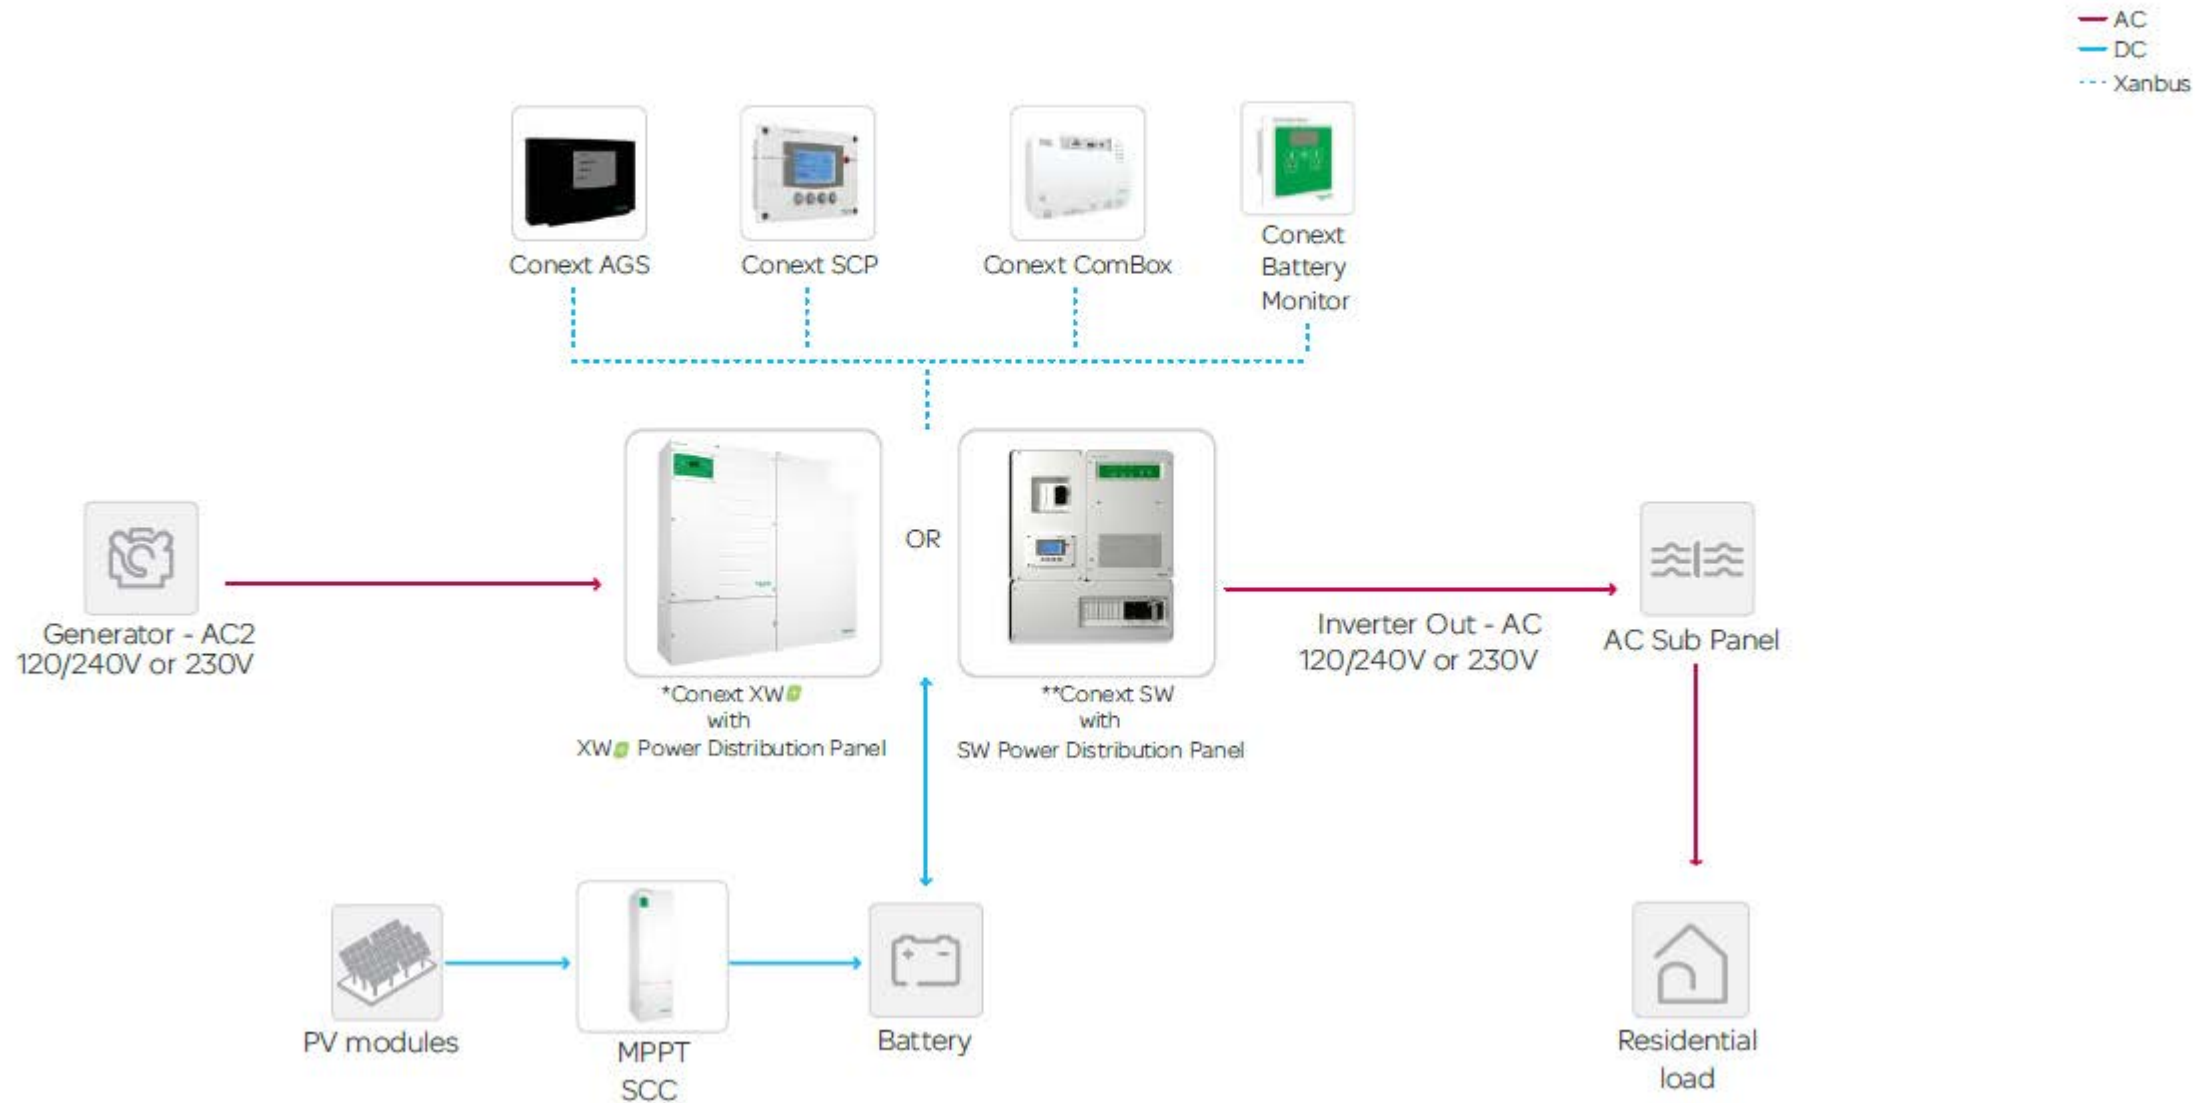 AC
DC
Xanbus
Conext AGS
Conext SCP
Conext ComBox
Conext
Battery
Monitor
OR
Generator - AC2
120/240V or 230V
Inverter Out - AC
120/240V or 230V
AC Sub Panel
*Conext XW
with
XW Power Distribution Panel
**Conext SW
with
SW Power Distribution Panel
PV modules
MPPT
SCC
Battery
Residential
load